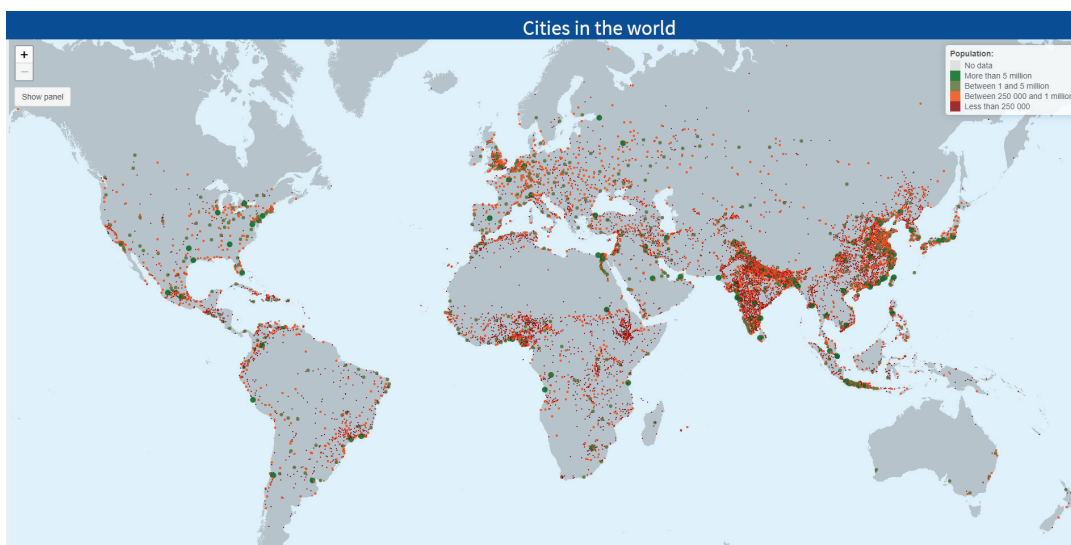 Cities in the world
+
−
Show panel
Population:
No data
More than 5 million
Between 1 and 5 million
Between 250 000 and 1 million
Less than 250 000